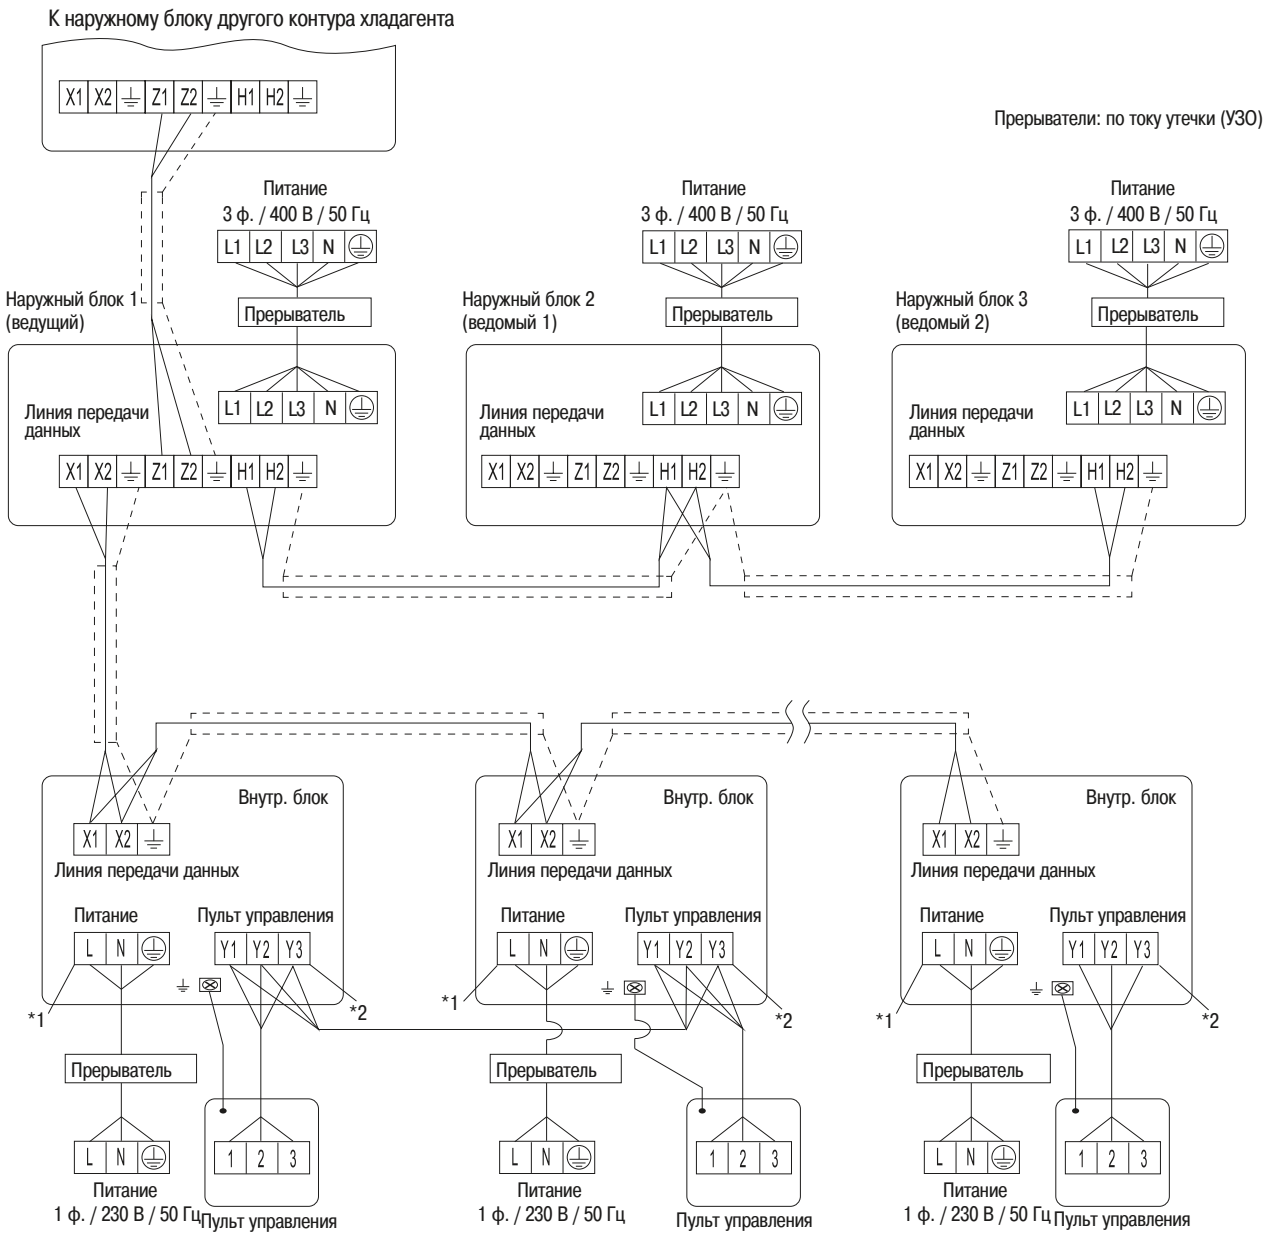 К наружному блоку другого контура хладагента
X1 X2 Z1 Z2 H1 H2
Прерыватели: по току утечки (УЗО)
Питание
3 ф. / 400 В / 50 Гц
L1 L2 L3 N
Прерыватель
Питание
3 ф. / 400 В / 50 Гц
L1 L2 L3 N
Прерыватель
Питание
3 ф. / 400 В / 50 Гц
L1 L2 L3 N
Прерыватель
Наружный блок 1
(ведущий)
L1 L2 L3 N
Линия передачи
данных
X1 X2 Z1 Z2 H1 H2
Наружный блок 2
(ведомый 1)
L1 L2 L3 N
Линия передачи
данных
X1 X2 Z1 Z2 H1 H2
Наружный блок 3
(ведомый 2)
L1 L2 L3 N
Линия передачи
данных
X1 X2 Z1 Z2 H1 H2
Внутр. блок
X1 X2
Линия передачи данных
Питание
L N
Пульт управления
Y1 Y2 Y3
*1
*2
Прерыватель
L N
Питание
1 ф. / 230 В / 50 Гц
1 2 3
Пульт управления
Внутр. блок
X1 X2
Линия передачи данных
Питание
L N
Пульт управления
Y1 Y2 Y3
*1
*2
Прерыватель
L N
Питание
1 ф. / 230 В / 50 Гц
1 2 3
Пульт управления
Внутр. блок
X1 X2
Линия передачи данных
Питание
L N
Пульт управления
Y1 Y2 Y3
*1
*2
Прерыватель
L N
Питание
1 ф. / 230 В / 50 Гц
1 2 3
Пульт управления